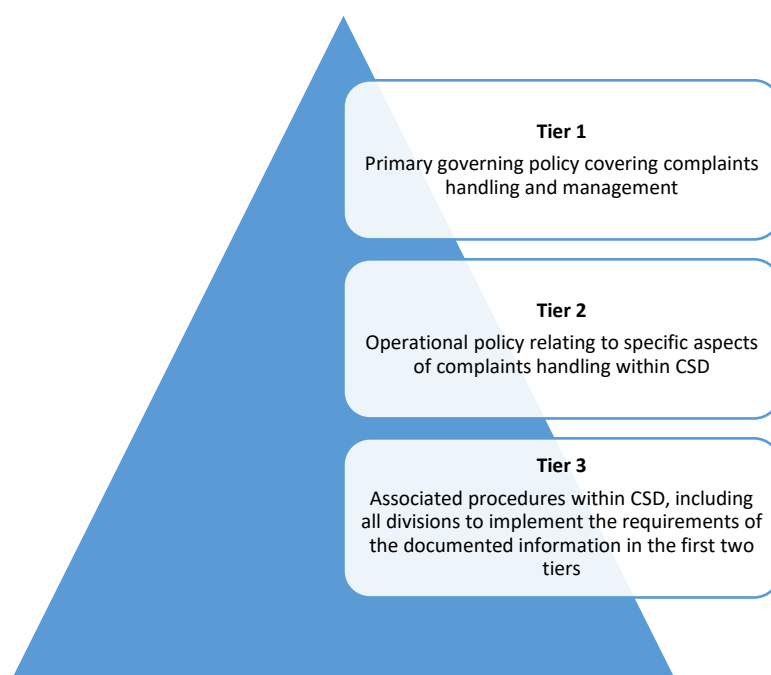 Tier 1
Primary governing policy covering complaints
handling and management
Tier 2
Operational policy relating to specific aspects
of complaints handling within CSD
Tier 3
Associated procedures within CSD, including
all divisions to implement the requirements of
the documented information in the first two
tiers